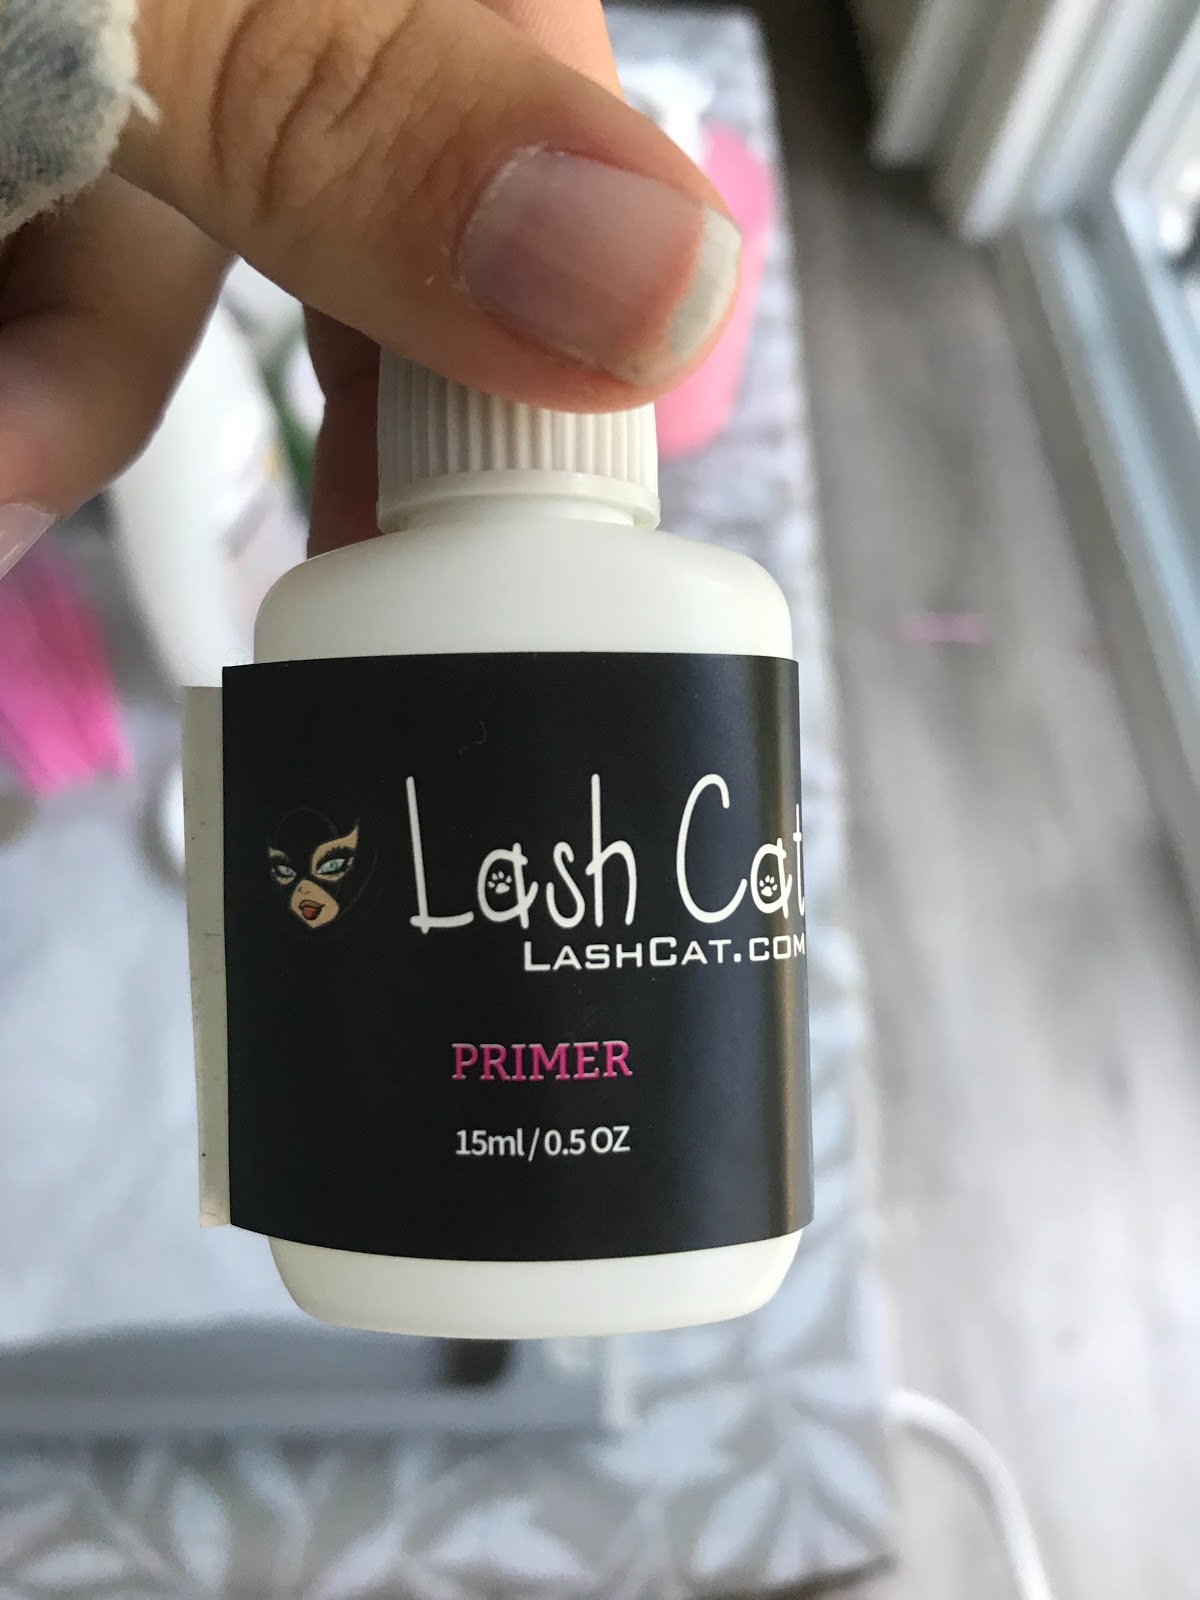 Lash Cat
LASHCAT.COM
PRIMER
15ml / 0.5 OZ